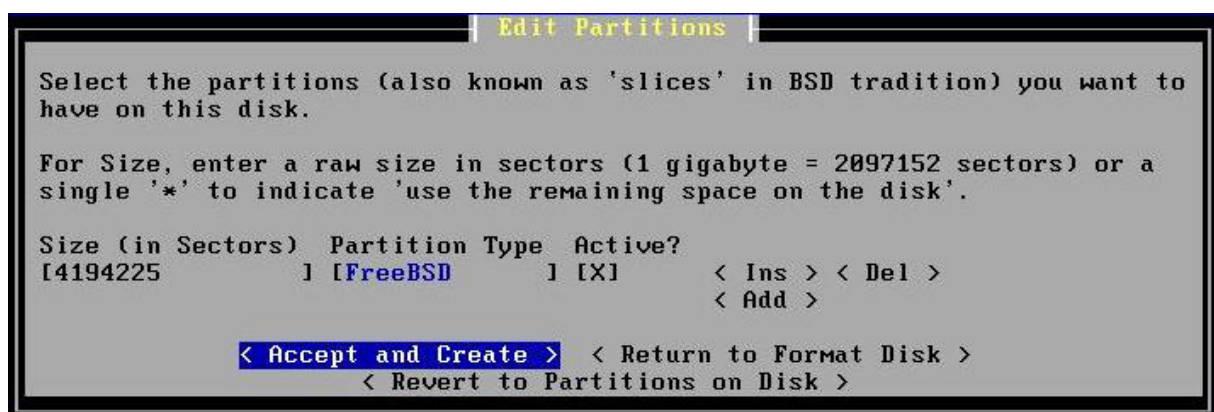 Edit Partitions
Select the partitions (also known as 'slices' in BSD tradition) you want to
have on this disk.
For Size, enter a raw size in sectors (1 gigabyte = 2097152 sectors) or a
single '*' to indicate 'use the remaining space on the disk'.
Size (in Sectors) Partition Type Active?
[4194225 ] [FreeBSD ] [X] < Ins > < Del >
< Add >
< Accept and Create > < Return to Format Disk >
< Revert to Partitions on Disk >